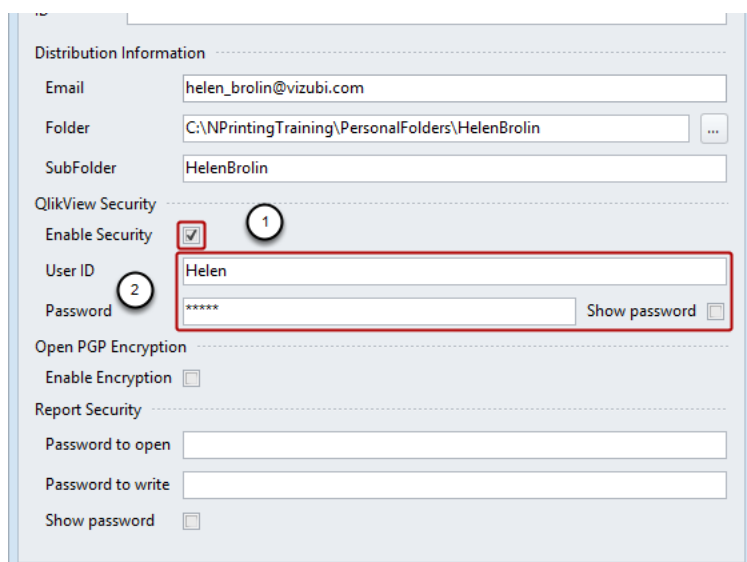 Distribution Information
Email helen_brolin@vizubi.com
Folder C:\NPrintingTraining\PersonalFolders\HelenBrolin ...
SubFolder HelenBrolin
QlikView Security
Enable Security 1
User ID Helen
2
Password ***** Show password
Open PGP Encryption
Enable Encryption
Report Security
Password to open
Password to write
Show password